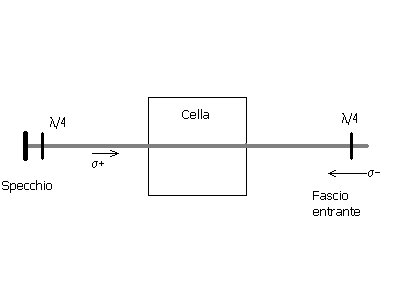 λ/4
Cella
λ/4
σ+
σ-
Specchio
Fascio
entrante